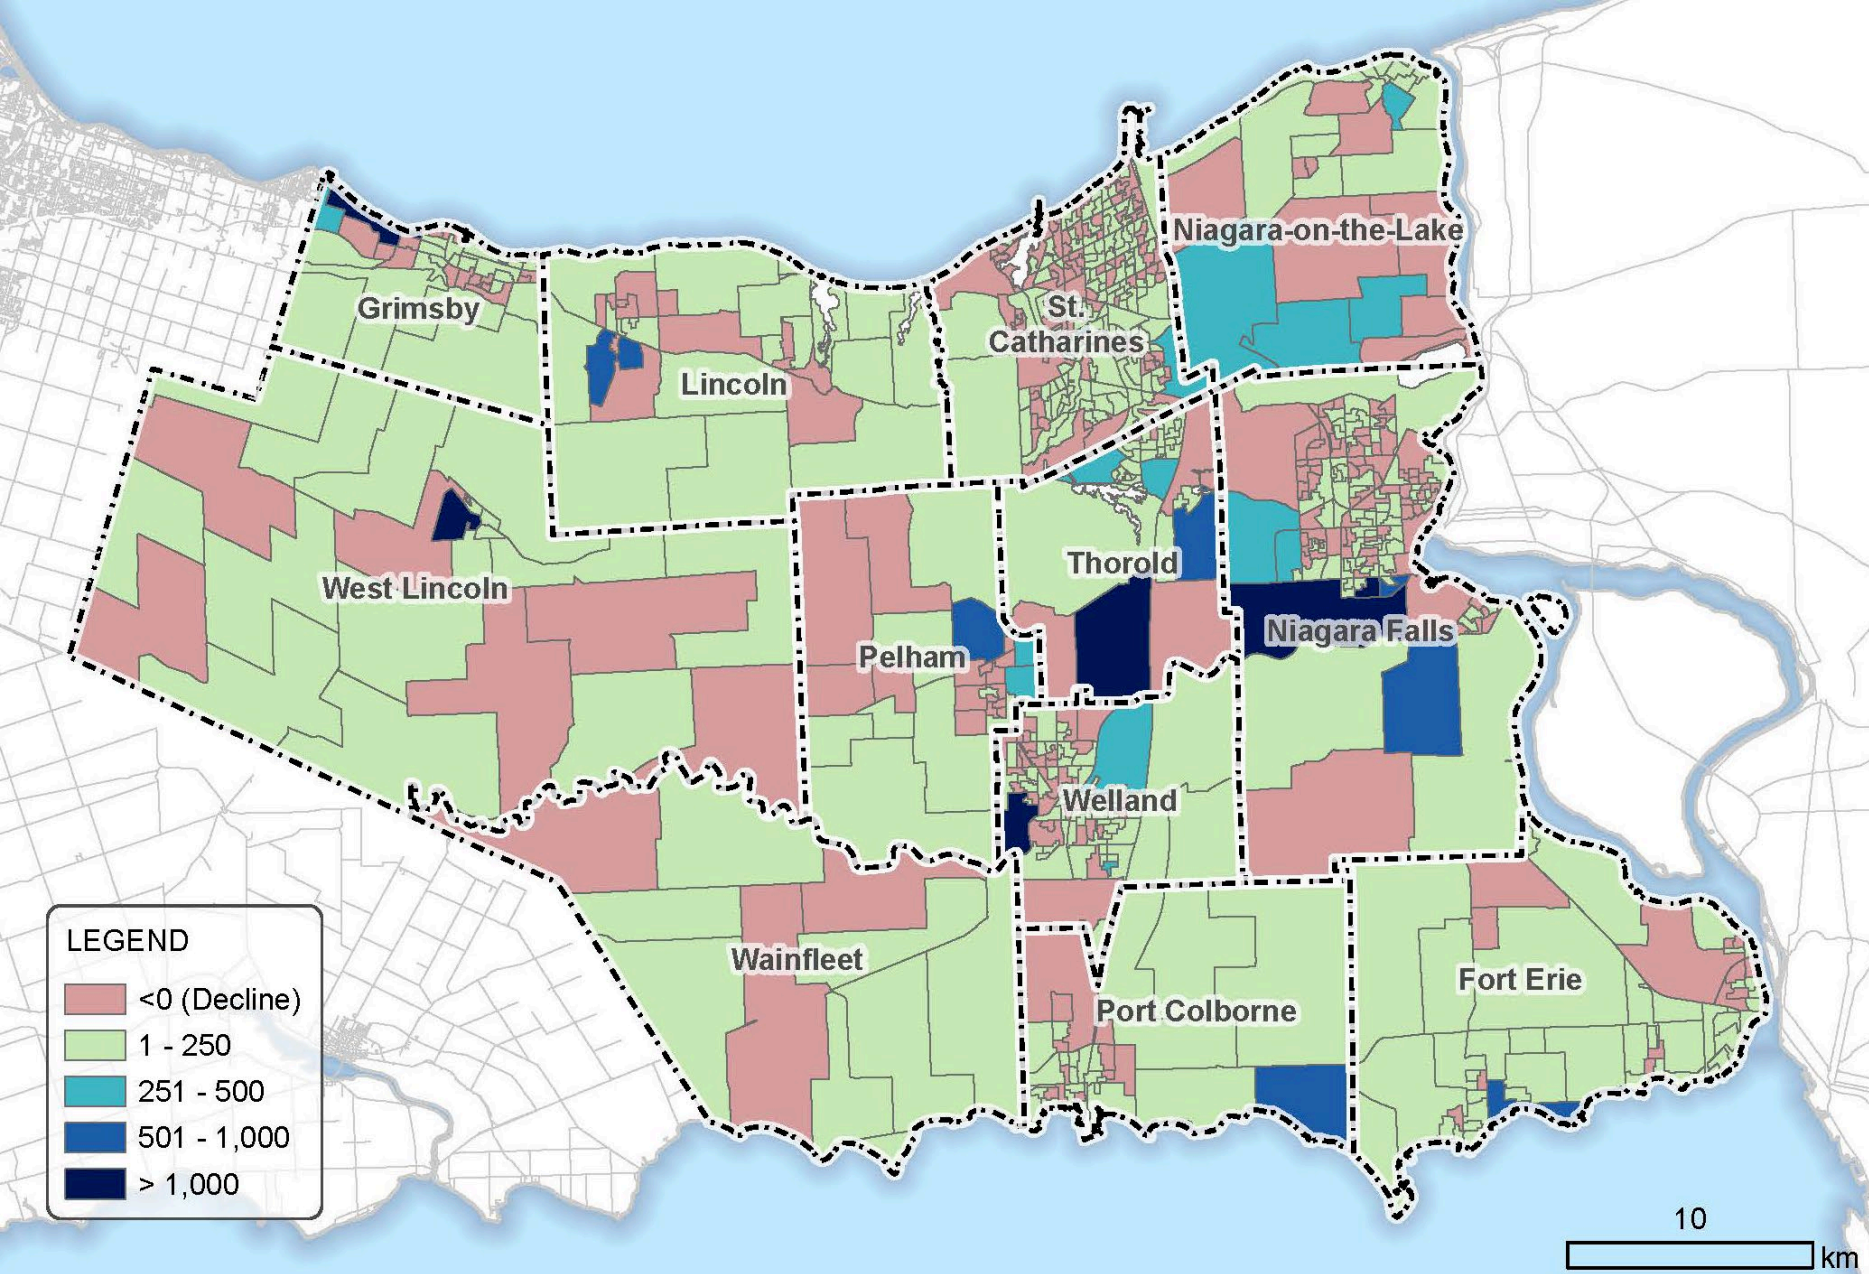 Niagara-on-the-Lake
Grimsby
St.
Catharines
Lincoln
Thorold
West Lincoln
Niagara Falls
Pelham
Welland
Wainfleet
Fort Erie
Port Colborne
LEGEND
<0 (Decline)
1 - 250
251 - 500
501 - 1,000
> 1,000
10
km